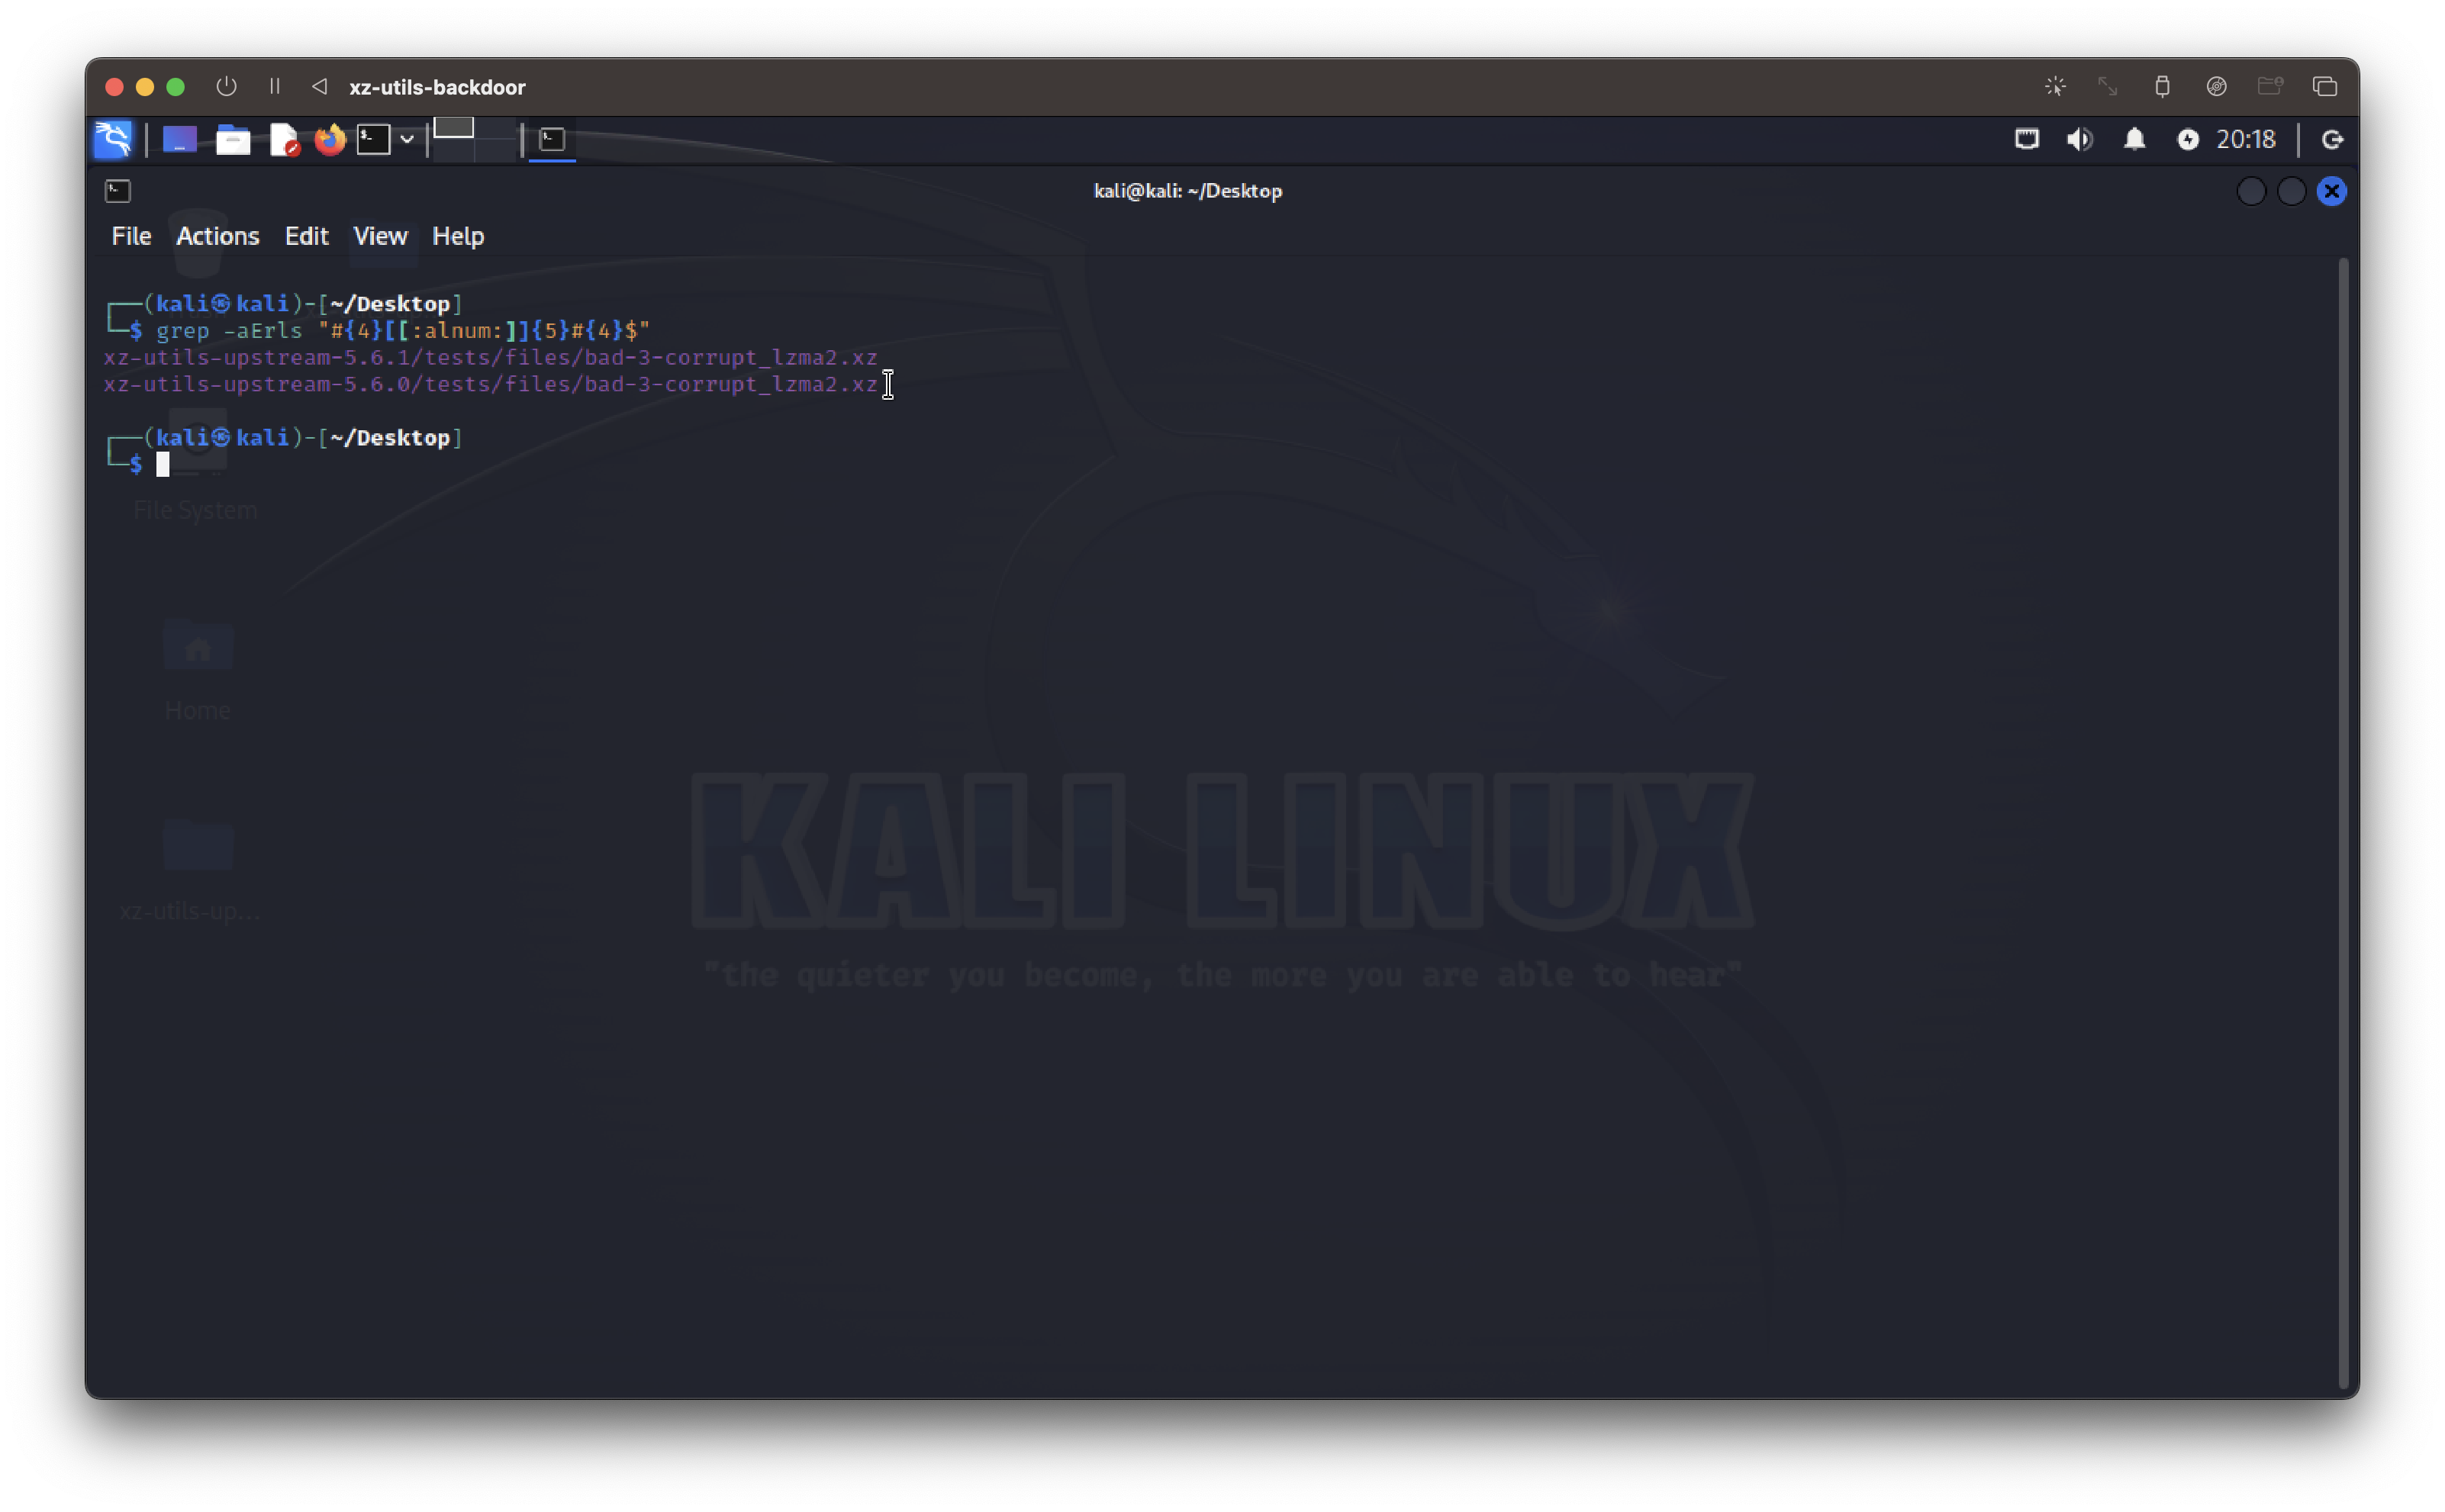 xz-utils-backdoor
20:18
kali@kali: ~/Desktop
File Actions Edit View Help
┌──(kali㉿kali)-[~/Desktop]
└─$ grep -aErls "#{4}[[:alnum:]]{5}#{4}$"
xz-utils-upstream-5.6.1/tests/files/bad-3-corrupt_lzma2.xz
xz-utils-upstream-5.6.0/tests/files/bad-3-corrupt_lzma2.xz
┌──(kali㉿kali)-[~/Desktop]
└─$
File System
Home
xz-utils-up...
KALI LINUX
"the quieter you become, the more you are able to hear"